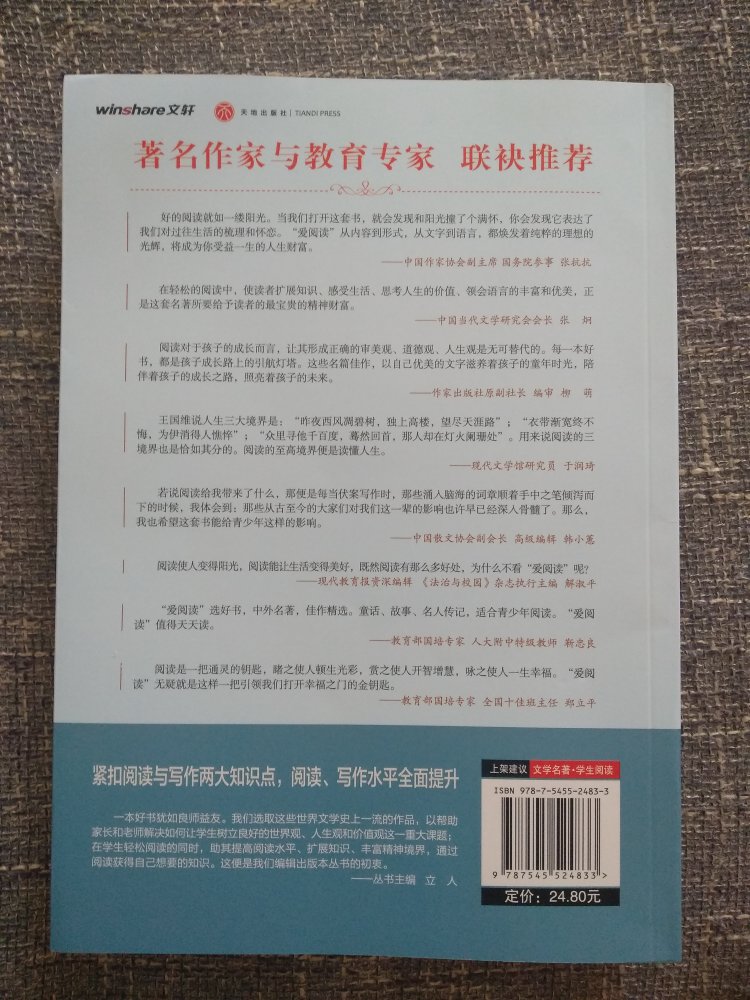 winshare文轩 天地出版社 | TIANDI PRESS
著名作家与教育专家 联袂推荐
好的阅读就如一缕阳光。当我们打开这套书，就会发现和阳光撞了个满怀，你会发现它表达了
我们对过往生活的梳理和怀恋。“爱阅读”从内容到形式，从文字到语言，都焕发着纯粹的理想的
光辉，将成为你受益一生的人生财富。
——中国作家协会副主席 国务院参事 张抗抗
在轻松的阅读中，使读者扩展知识、感受生活、思考人生的价值、领会语言的丰富和优美，正
是这套名著所要给予读者的最宝贵的精神财富。
——中国当代文学研究会会长 张 炯
阅读对于孩子的成长而言，让其形成正确的审美观、道德观、人生观是无可替代的。每一本好
书，都是孩子成长路上的引航灯塔。这些名篇佳作，以自己优美的文字滋养着孩子的童年时光，陪
伴着孩子的成长之路，照亮着孩子的未来。
——作家出版社原副社长 编审 柳 萌
王国维说人生三大境界是：“昨夜西风凋碧树，独上高楼，望尽天涯路”；“衣带渐宽终不
悔，为伊消得人憔悴”；“众里寻他千百度，蓦然回首，那人却在灯火阑珊处”。用来说阅读的三
境界也是恰如其分的。阅读的至高境界便是读懂人生。
——现代文学馆研究员 于润琦
若说阅读给我带来了什么，那便是每当伏案写作时，那些涌入脑海的词章顺着手中之笔倾泻而
下的时候，我体会到：那些从古至今的大家们对我们这一辈的影响也许早已经深入骨髓了。那么，
我也希望这套书能给青少年这样的影响。
——中国散文协会副会长 高级编辑 韩小蕙
阅读使人变得阳光，阅读能让生活变得美好，既然阅读有那么多好处，为什么不看“爱阅读”呢？
——现代教育报资深编辑 《法治与校园》杂志执行主编 解淑平
“爱阅读”选好书，中外名著，佳作精选。童话、故事、名人传记，适合青少年阅读。“爱阅
读”值得天天读。
——教育部国培专家 人大附中特级教师 靳忠良
阅读是一把通灵的钥匙，睹之使人顿生光彩，赏之使人开智增慧，咏之使人一生幸福。“爱阅
读”无疑就是这样一把引领我们打开幸福之门的金钥匙。
——教育部国培专家 全国十佳班主任 郑立平
紧扣阅读与写作两大知识点，阅读、写作水平全面提升
一本好书犹如良师益友。我们选取这些世界文学史上一流的作品，以帮助
家长和老师解决如何让学生树立良好的世界观、人生观和价值观这一重大课题；
在学生轻松阅读的同时，助其提高阅读水平、扩展知识、丰富精神境界，通过
阅读获得自己想要的知识。这便是我们编辑出版本丛书的初衷。
——丛书主编 立 人
上架建议 文学名著·学生阅读
ISBN 978-7-5455-2483-3
9 787545 524833 >
定价：24.80元